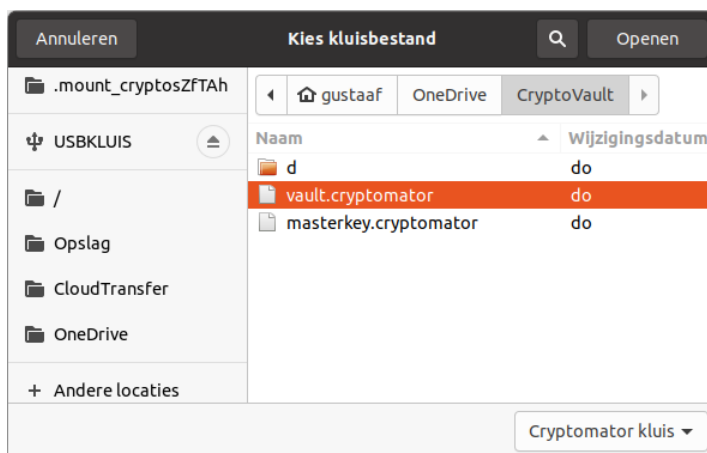 Annuleren Kies kluisbestand Openen
.mount_cryptosZfTAh
USBKLUIS
/
Opslag
CloudTransfer
OneDrive
+ Andere locaties
gustaaf OneDrive CryptoVault
Naam Wijzigingsdatum
d do
vault.cryptomator do
masterkey.cryptomator do
Cryptomator kluis